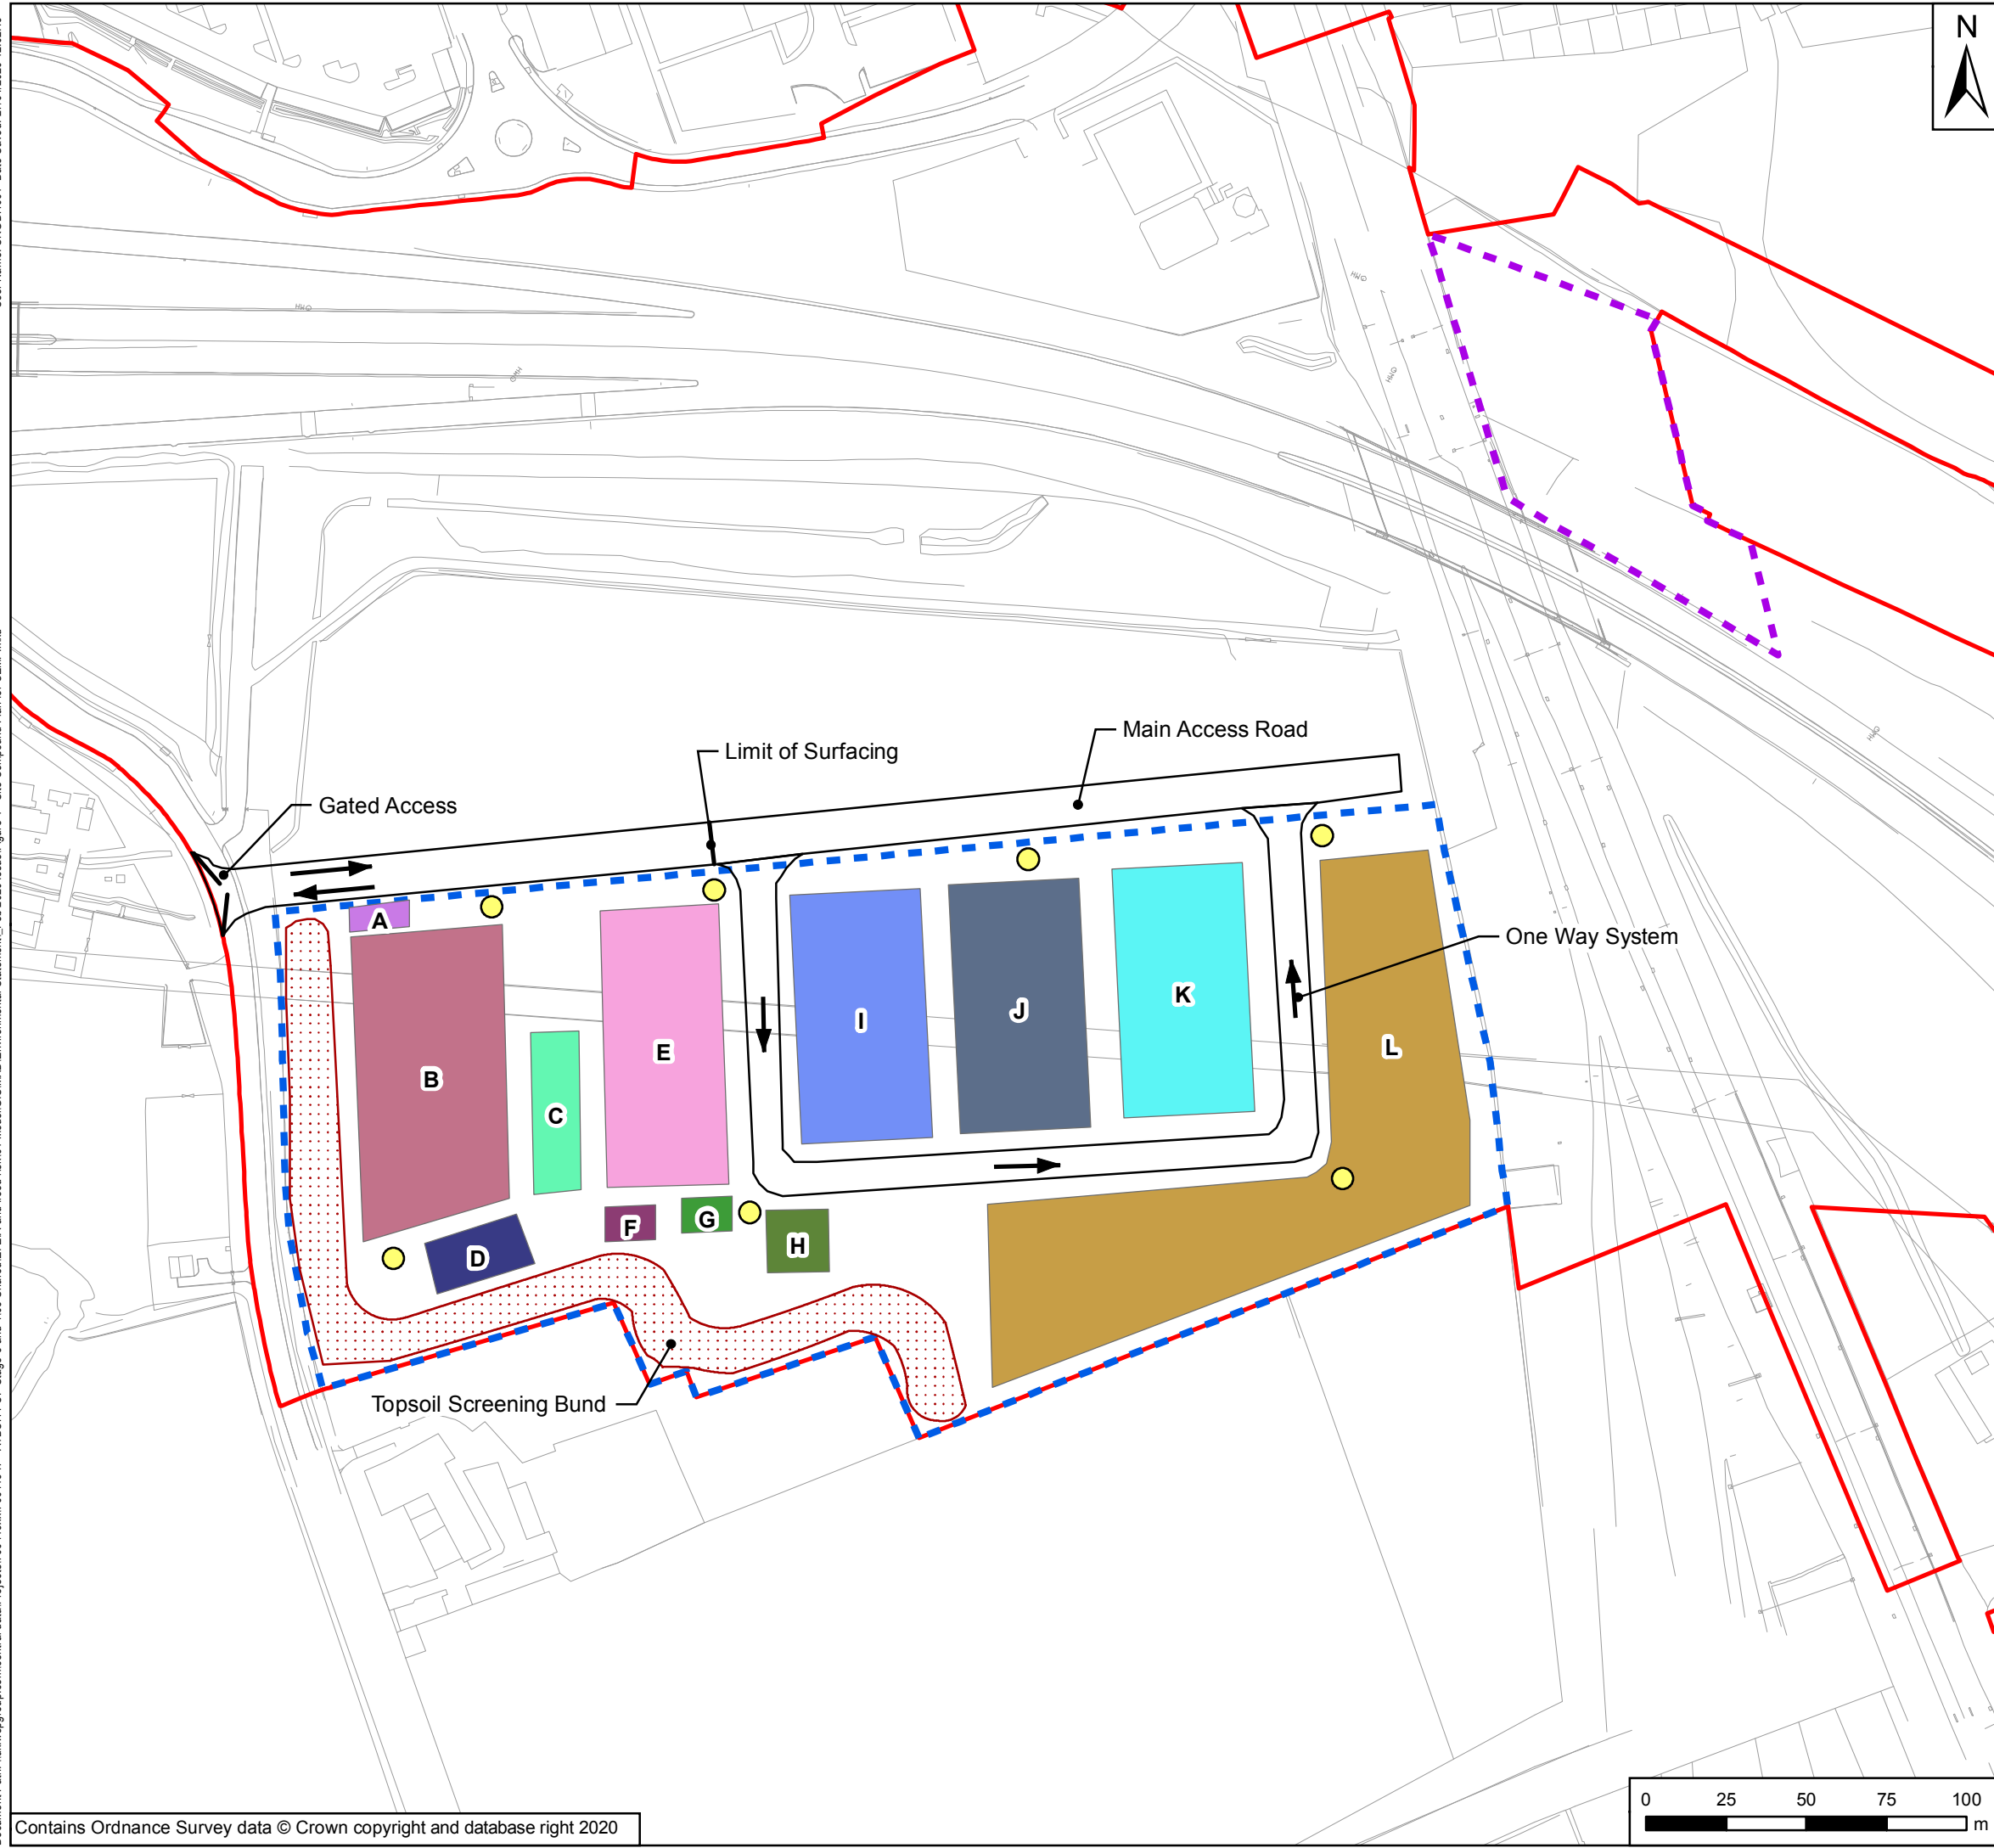 N
Main Access Road
Limit of Surfacing
Gated Access
One Way System
A
B
C
D
E
F
G
H
I
J
K
L
Topsoil Screening Bund
0 25 50 75 100
m
Contains Ordnance Survey data © Crown copyright and database right 2020